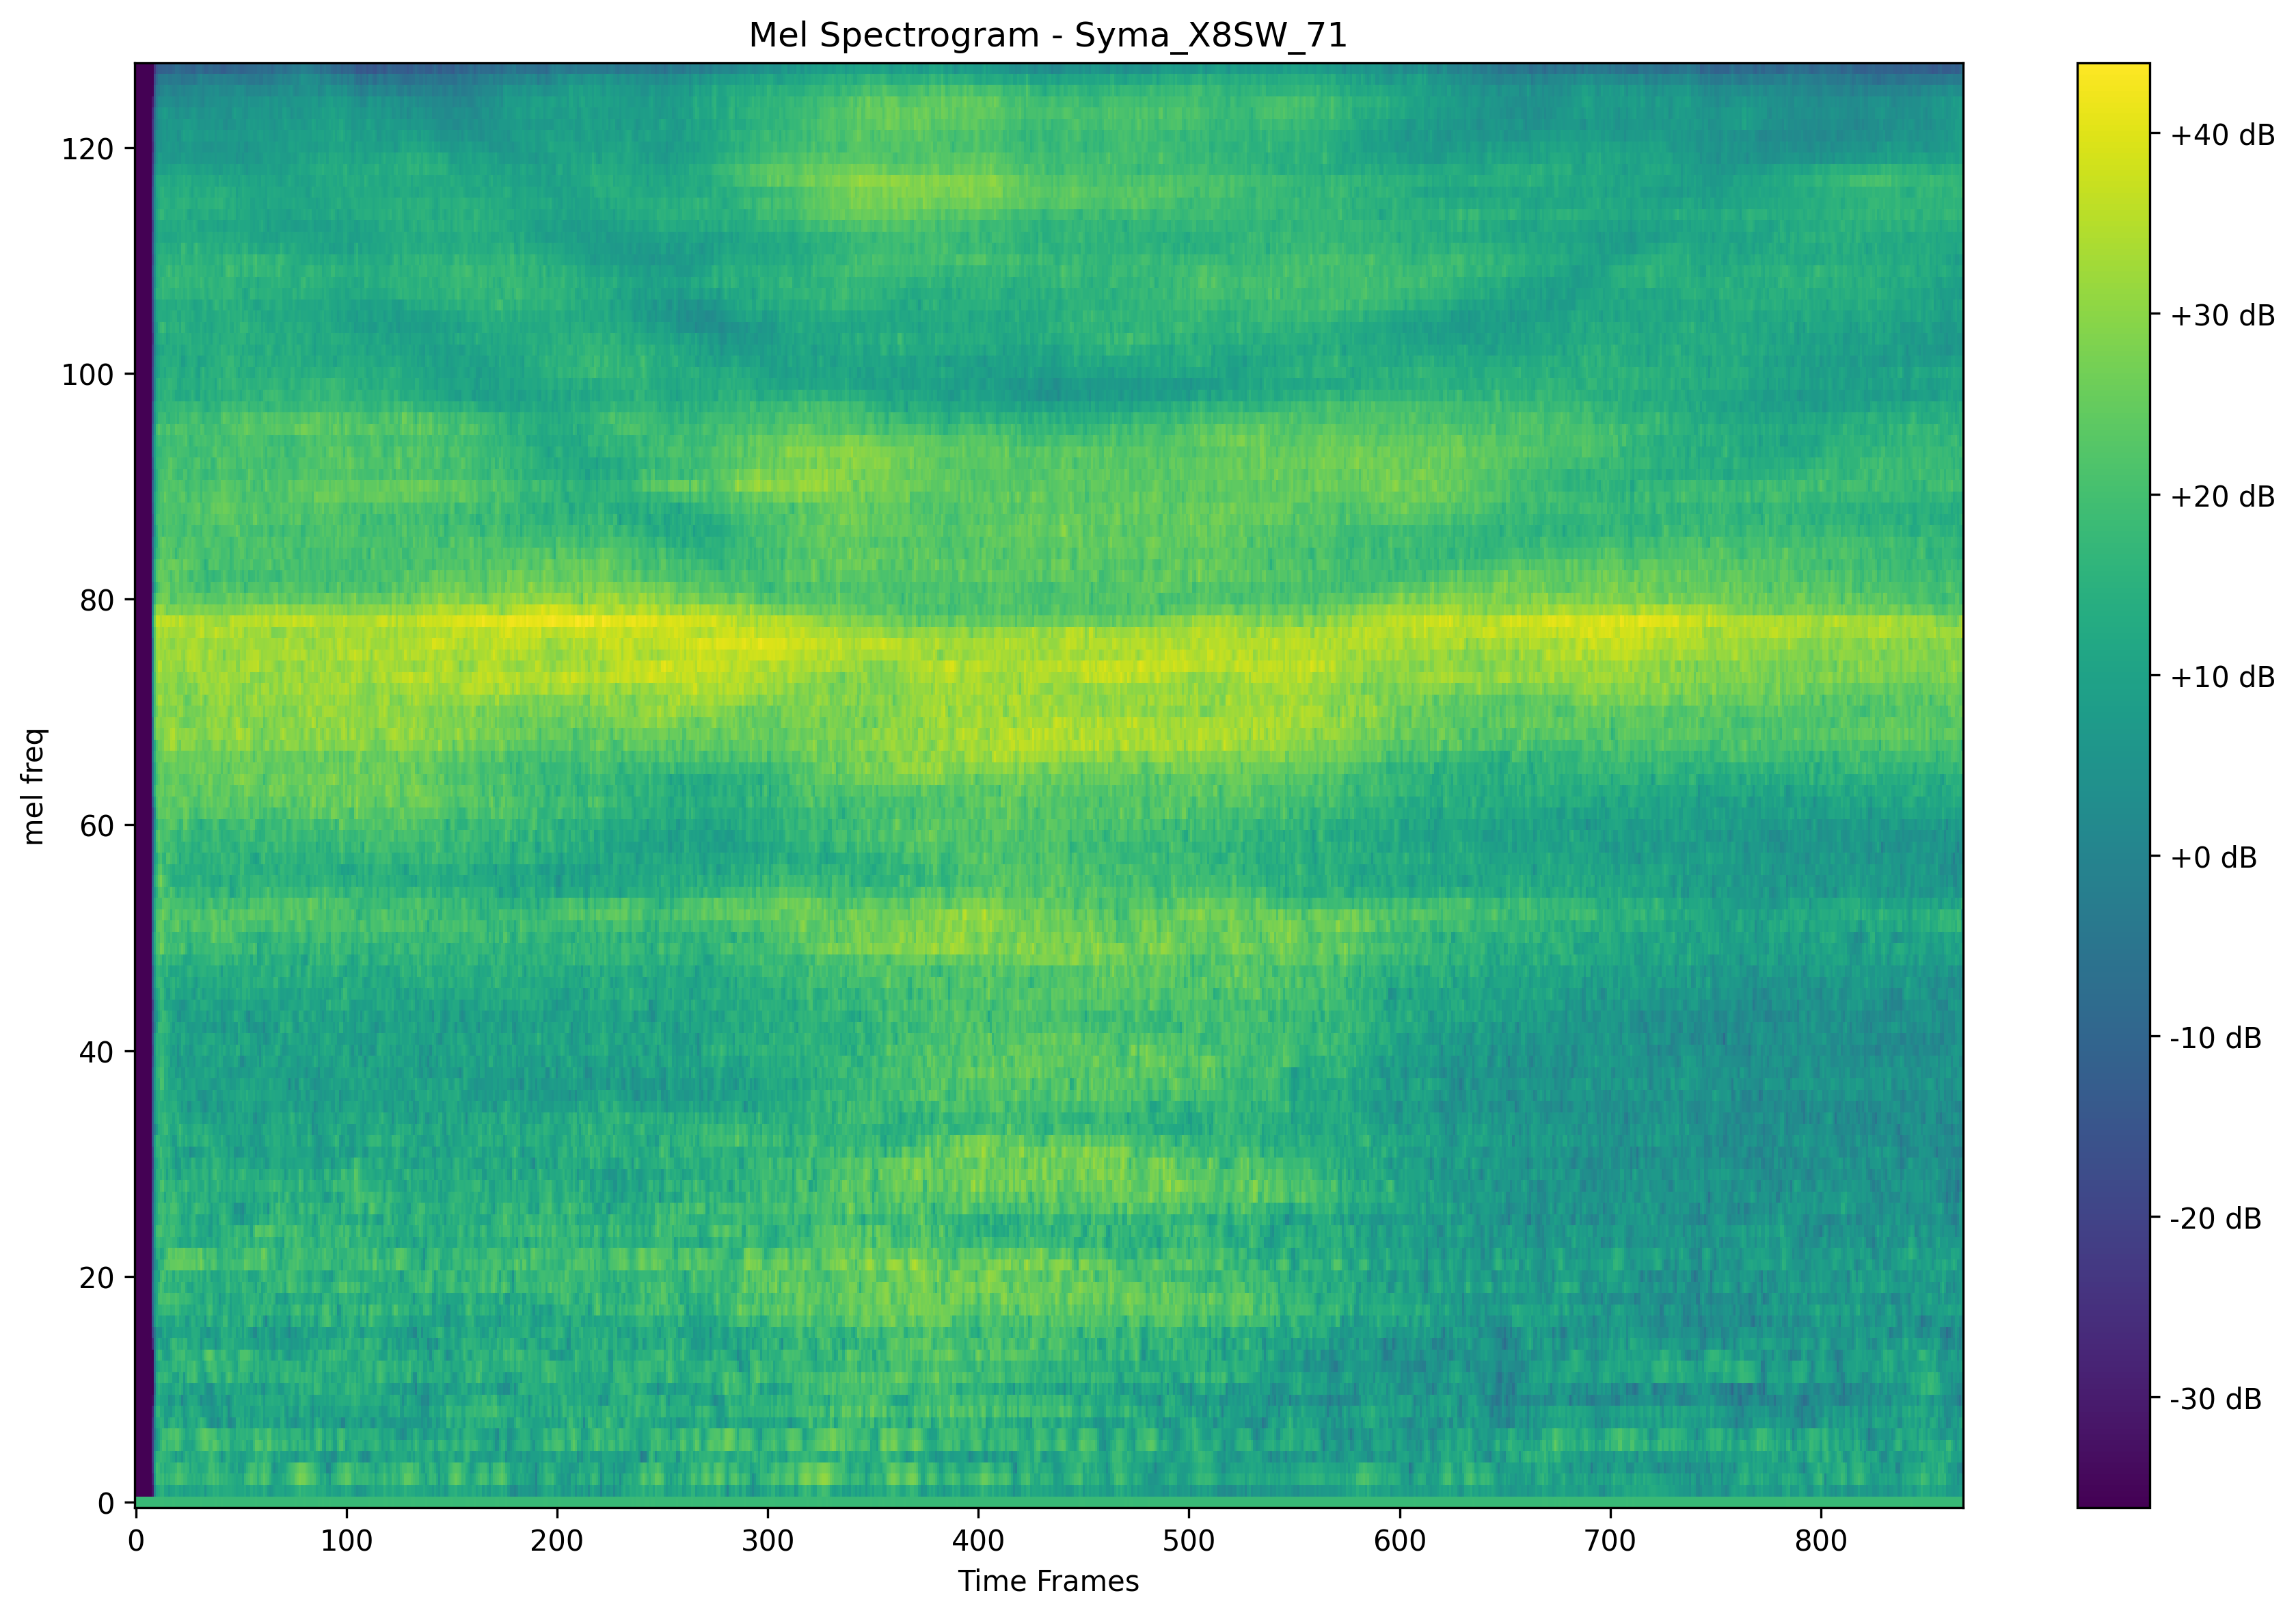 Mel Spectrogram - Syma_X8SW_71
mel freq
120
100
80
60
40
20
0
0 100 200 300 400 500 600 700 800
Time Frames
+40 dB
+30 dB
+20 dB
+10 dB
+0 dB
-10 dB
-20 dB
-30 dB